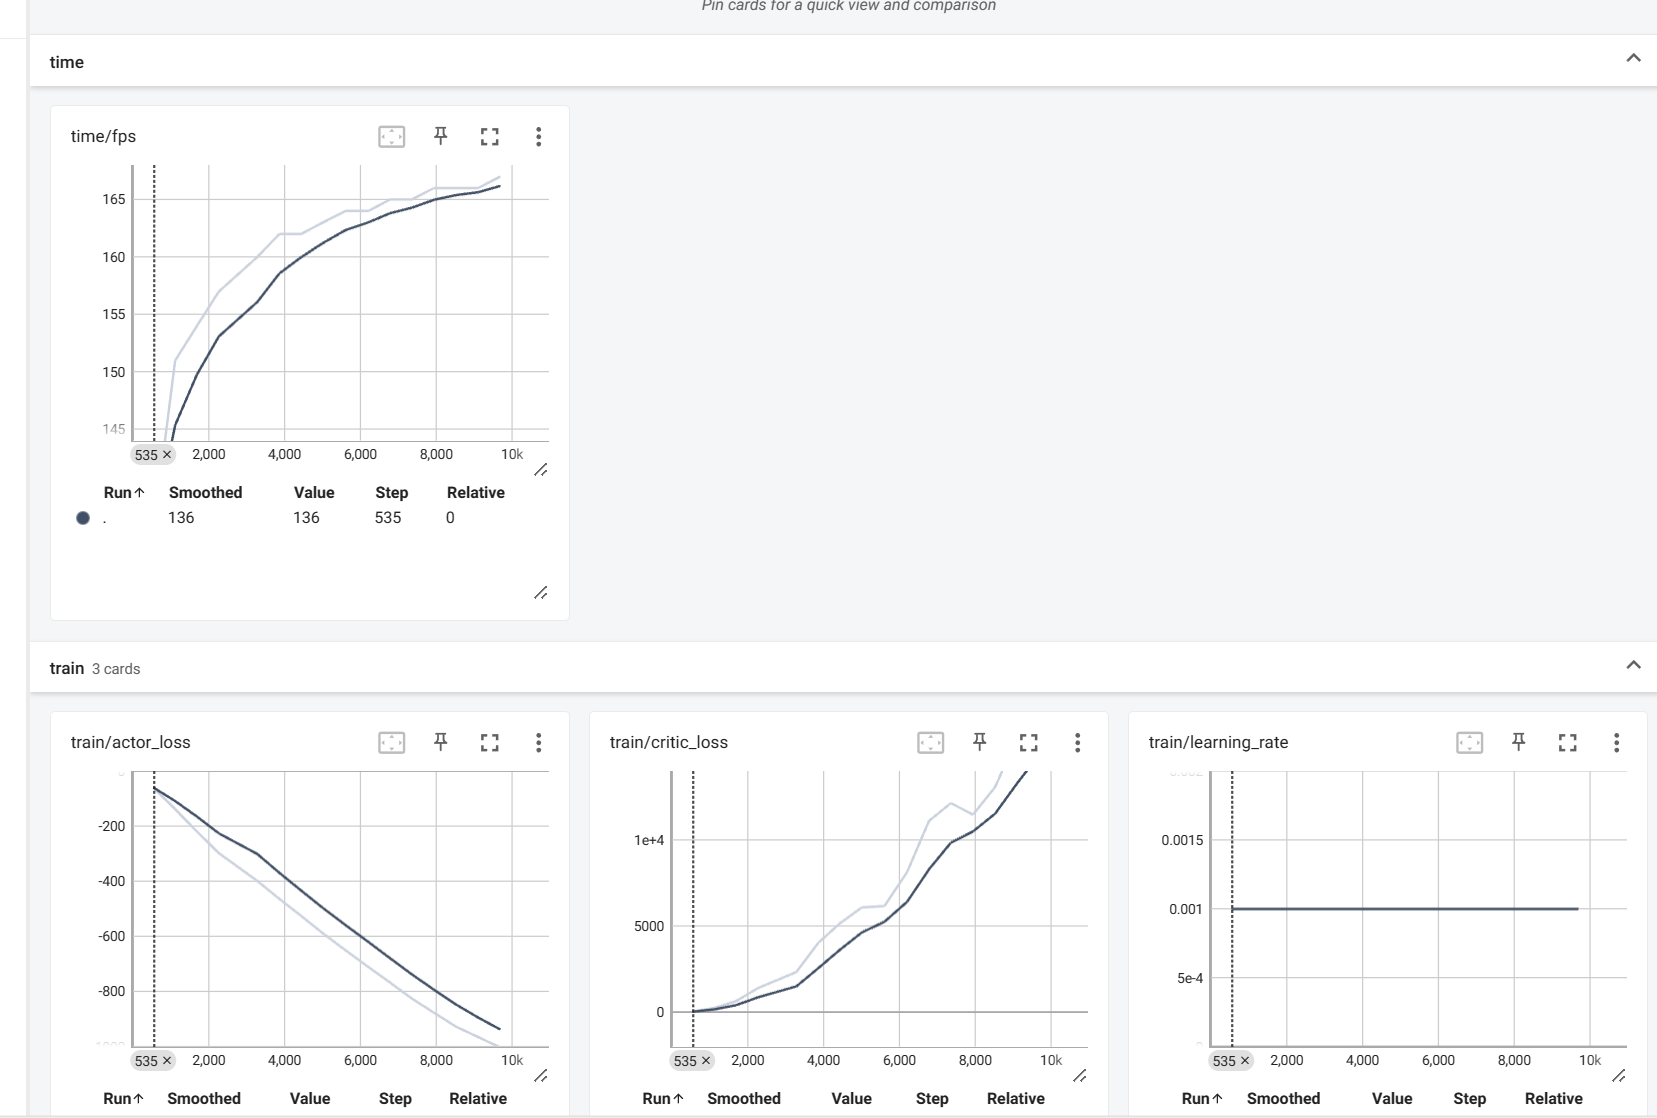 Pin cards for a quick view and comparison
time
time/fps
165
160
155
150
145
535 × 2,000 4,000 6,000 8,000 10k
Run↑ Smoothed Value Step Relative
. 136 136 535 0
train 3 cards
train/actor_loss
0
-200
-400
-600
-800
535 × 2,000 4,000 6,000 8,000 10k
Run↑ Smoothed Value Step Relative
train/critic_loss
1e+4
5000
0
535 × 2,000 4,000 6,000 8,000 10k
Run↑ Smoothed Value Step Relative
train/learning_rate
0.002
0.0015
0.001
5e-4
535 × 2,000 4,000 6,000 8,000 10k
Run↑ Smoothed Value Step Relative